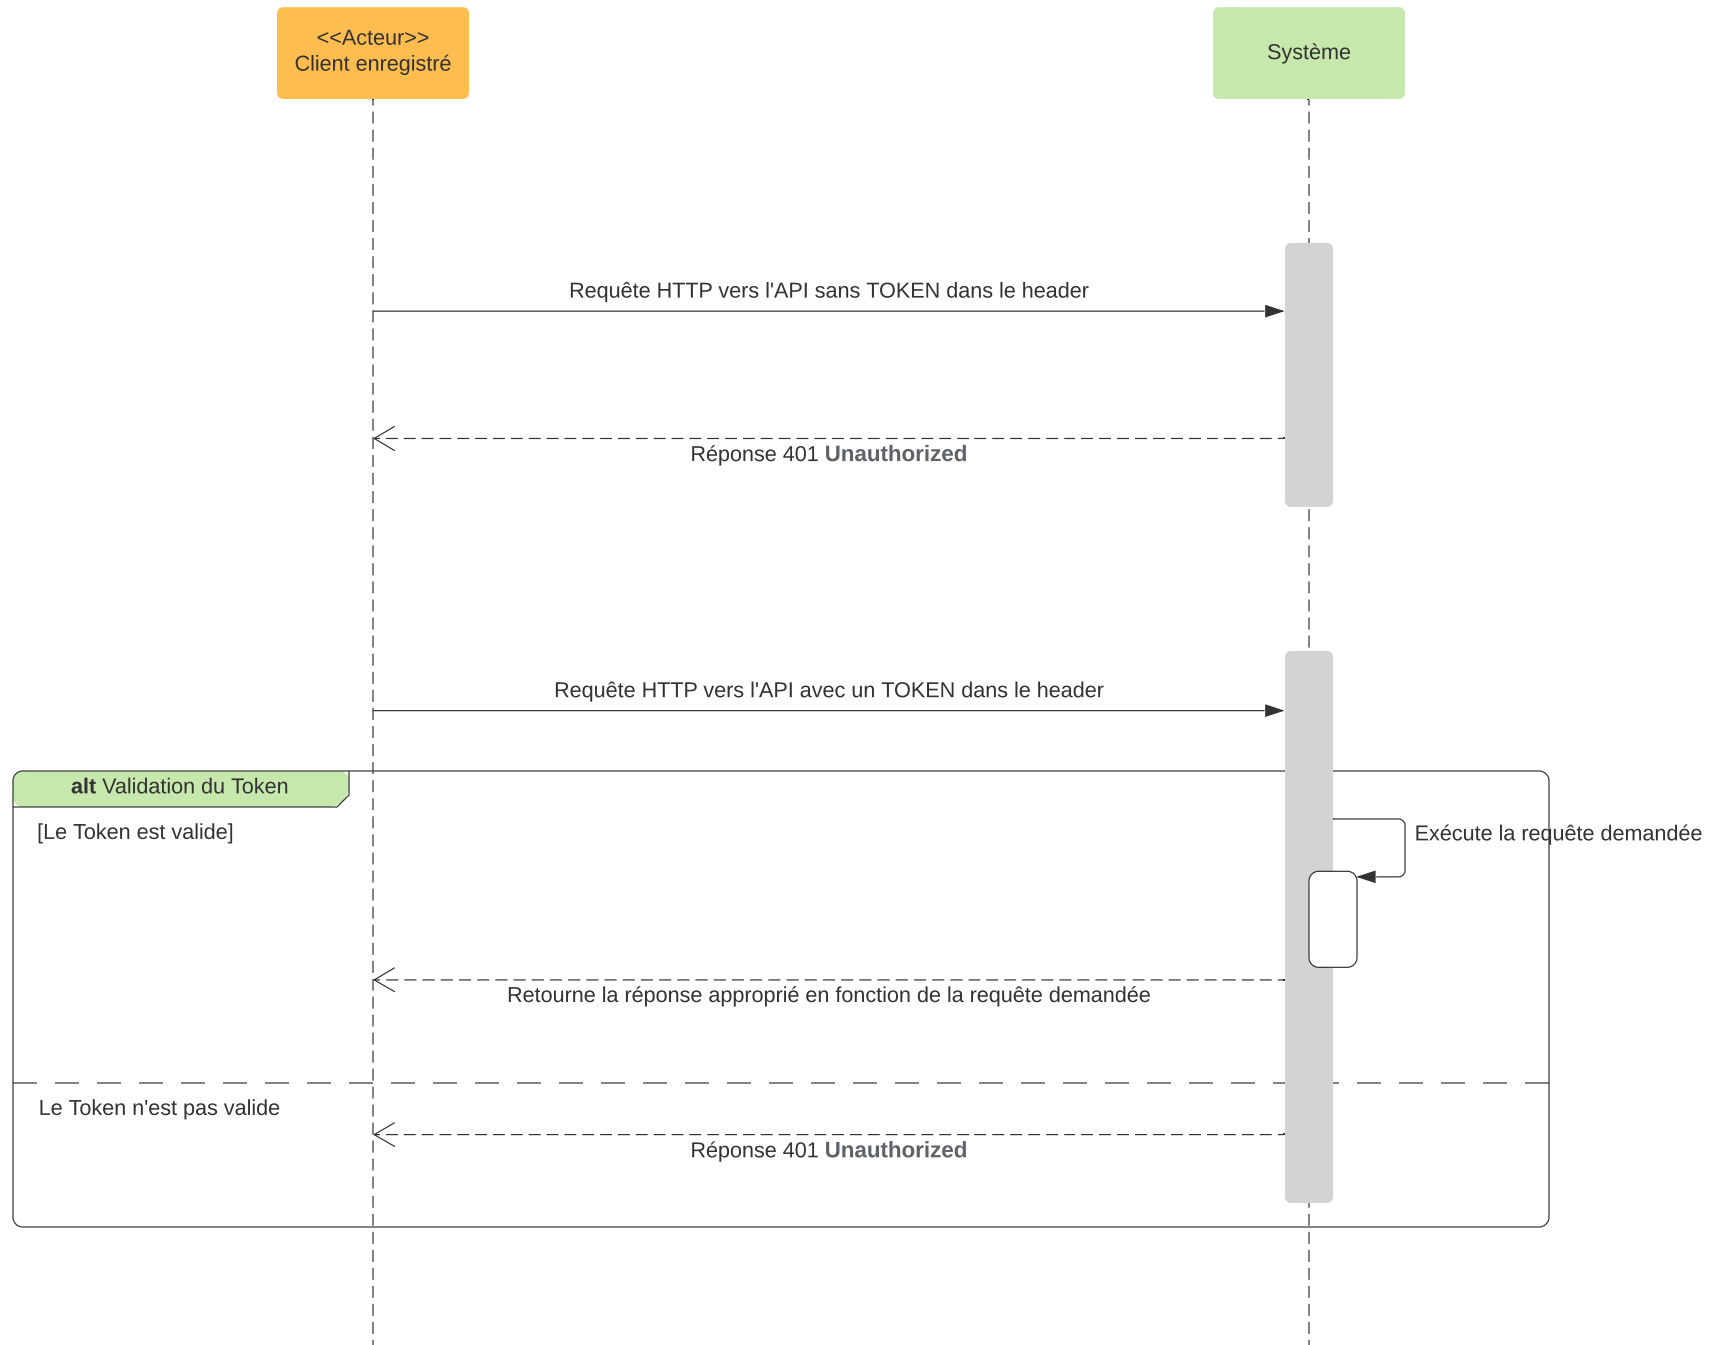 <<Acteur>>
Client enregistré
Système
Requête HTTP vers l'API sans TOKEN dans le header
Réponse 401 Unauthorized
Requête HTTP vers l'API avec un TOKEN dans le header
alt Validation du Token
[Le Token est valide]
Exécute la requête demandée
Retourne la réponse approprié en fonction de la requête demandée
Le Token n'est pas valide
Réponse 401 Unauthorized